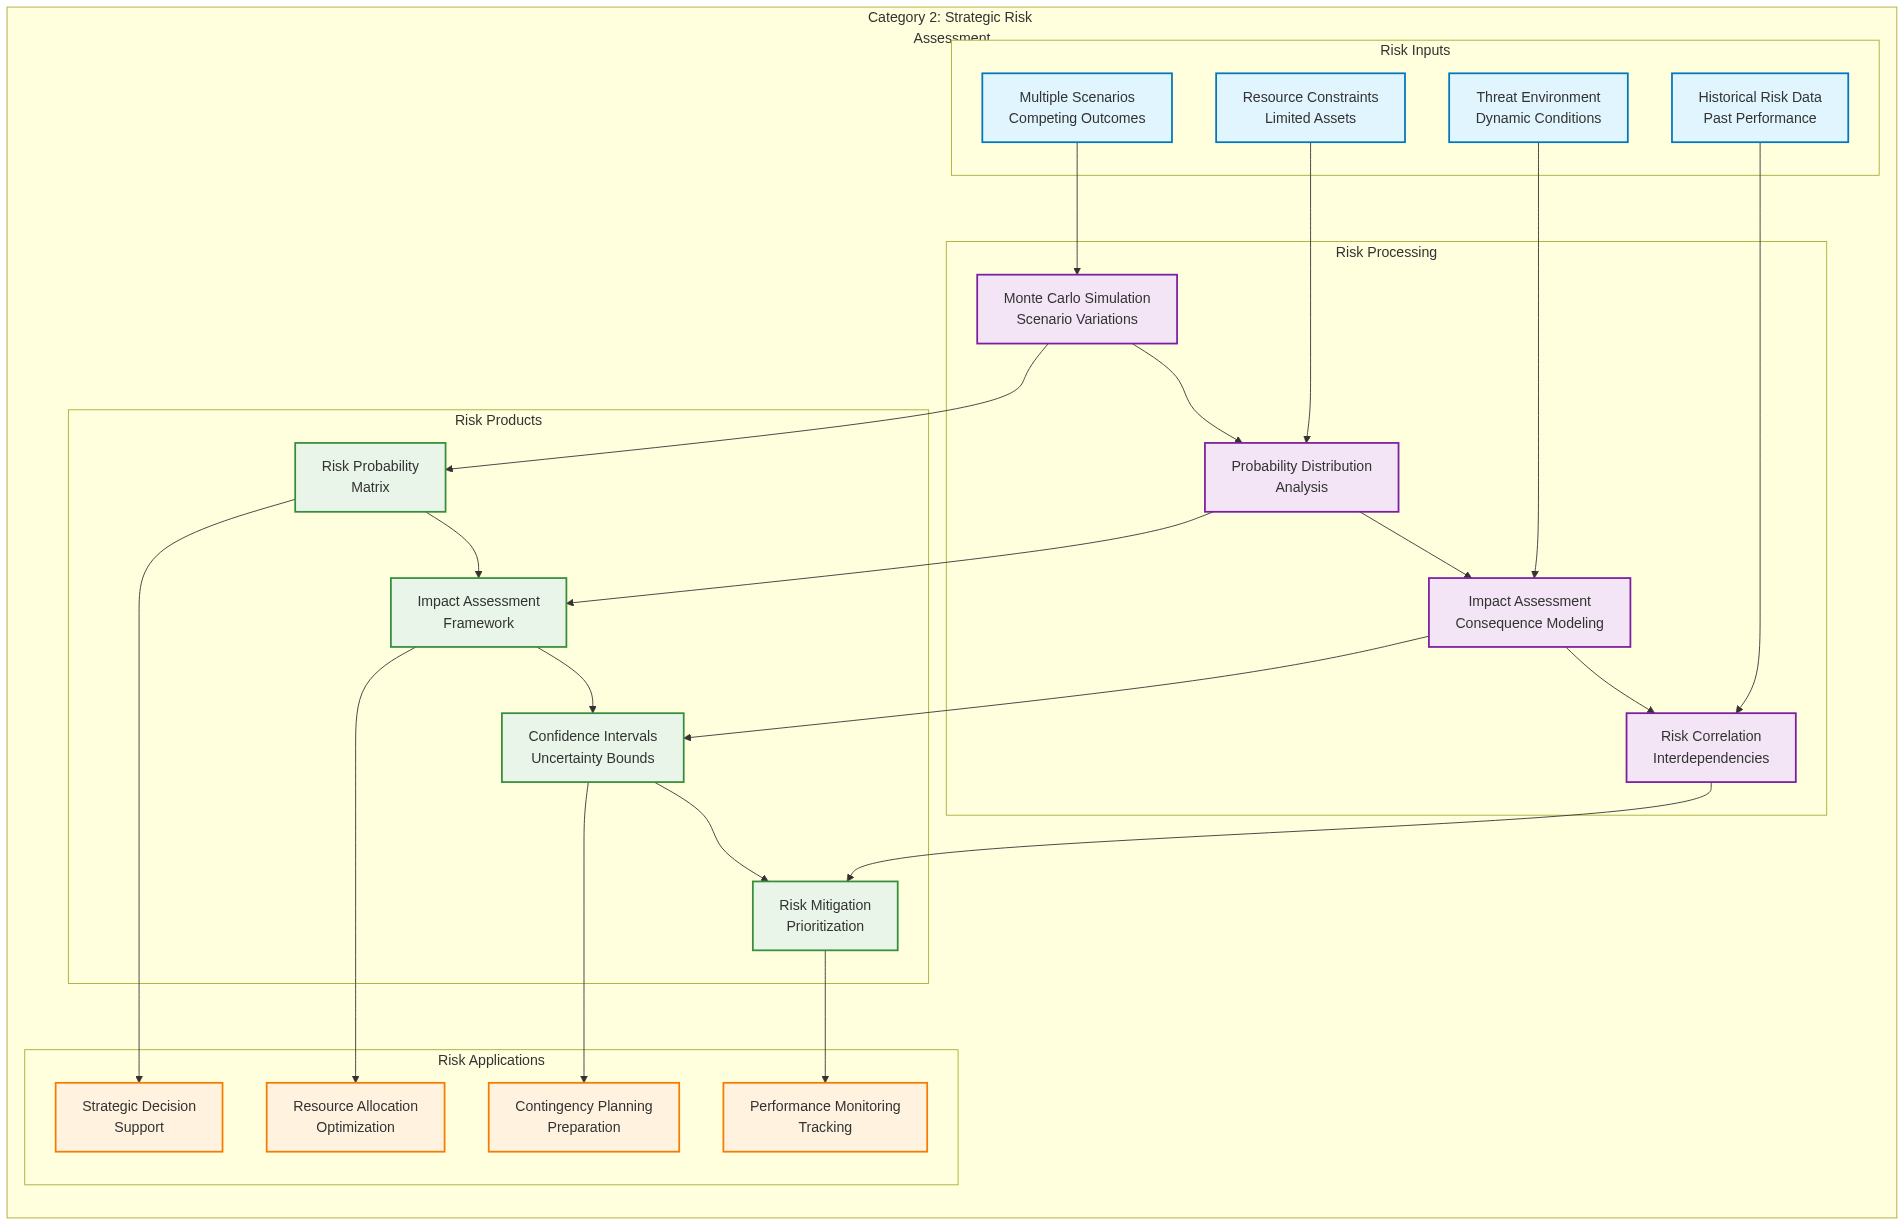 Category 2: Strategic Risk
Assessment
Risk Inputs
Multiple Scenarios
Competing Outcomes
Resource Constraints
Limited Assets
Threat Environment
Dynamic Conditions
Historical Risk Data
Past Performance
Risk Processing
Monte Carlo Simulation
Scenario Variations
Probability Distribution
Analysis
Impact Assessment
Consequence Modeling
Risk Correlation
Interdependencies
Risk Products
Risk Probability
Matrix
Impact Assessment
Framework
Confidence Intervals
Uncertainty Bounds
Risk Mitigation
Prioritization
Risk Applications
Strategic Decision
Support
Resource Allocation
Optimization
Contingency Planning
Preparation
Performance Monitoring
Tracking